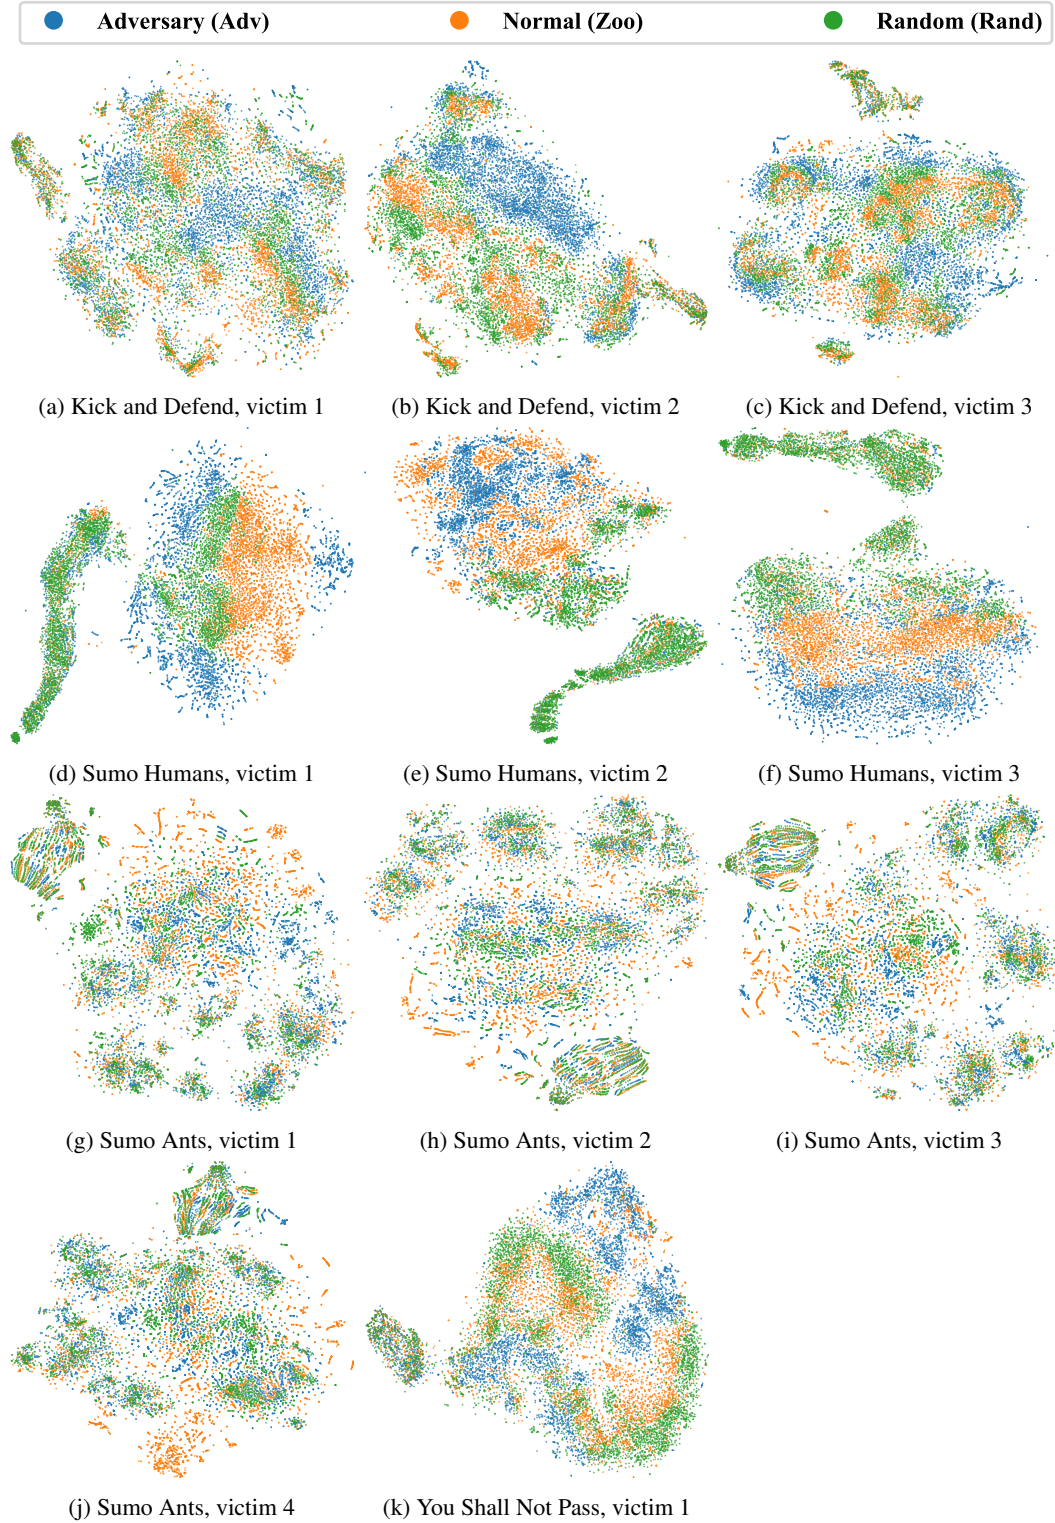 Adversary (Adv) Normal (Zoo) Random (Rand)
(a) Kick and Defend, victim 1 (b) Kick and Defend, victim 2 (c) Kick and Defend, victim 3
(d) Sumo Humans, victim 1 (e) Sumo Humans, victim 2 (f) Sumo Humans, victim 3
(g) Sumo Ants, victim 1 (h) Sumo Ants, victim 2 (i) Sumo Ants, victim 3
(j) Sumo Ants, victim 4 (k) You Shall Not Pass, victim 1